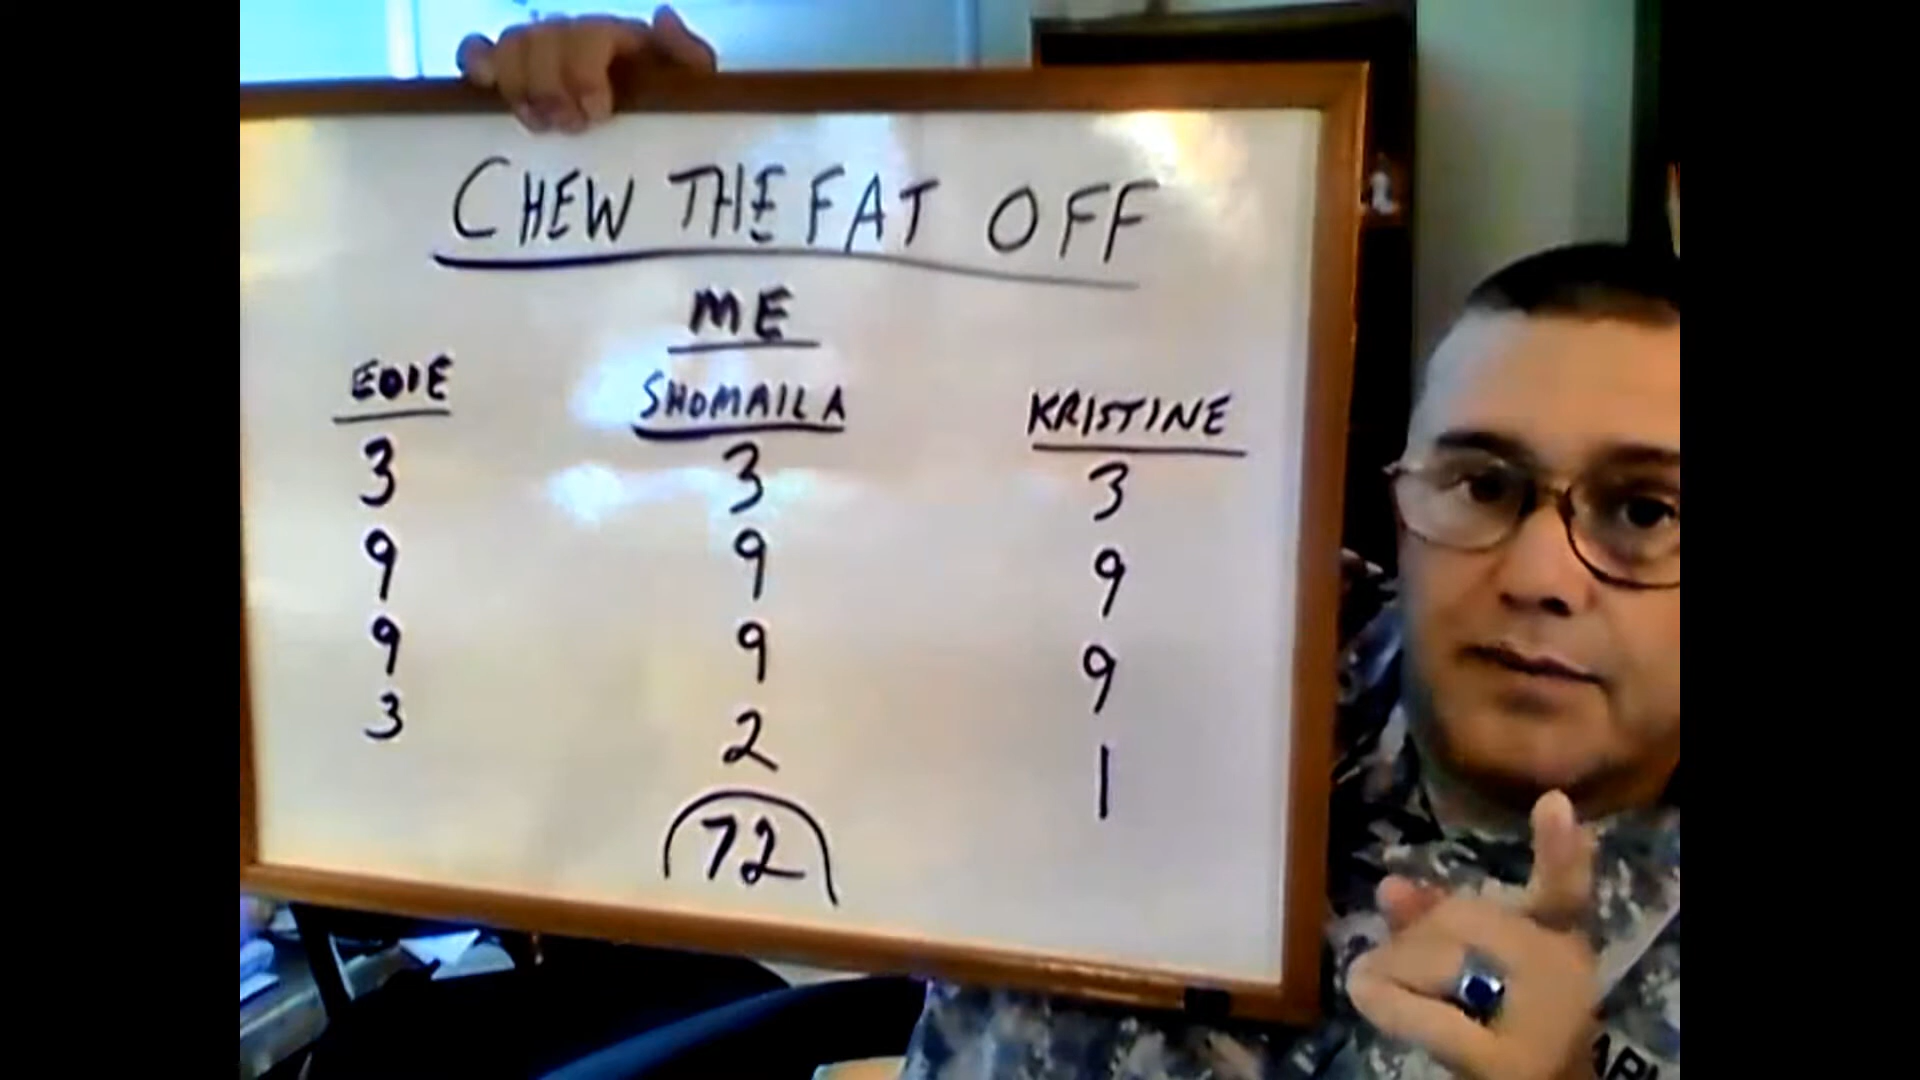 CHEW THE FAT OFF
ME
EDIE SHOMAILA KRISTINE
3 3 3
9 9 9
9 9 9
3 2 1
72